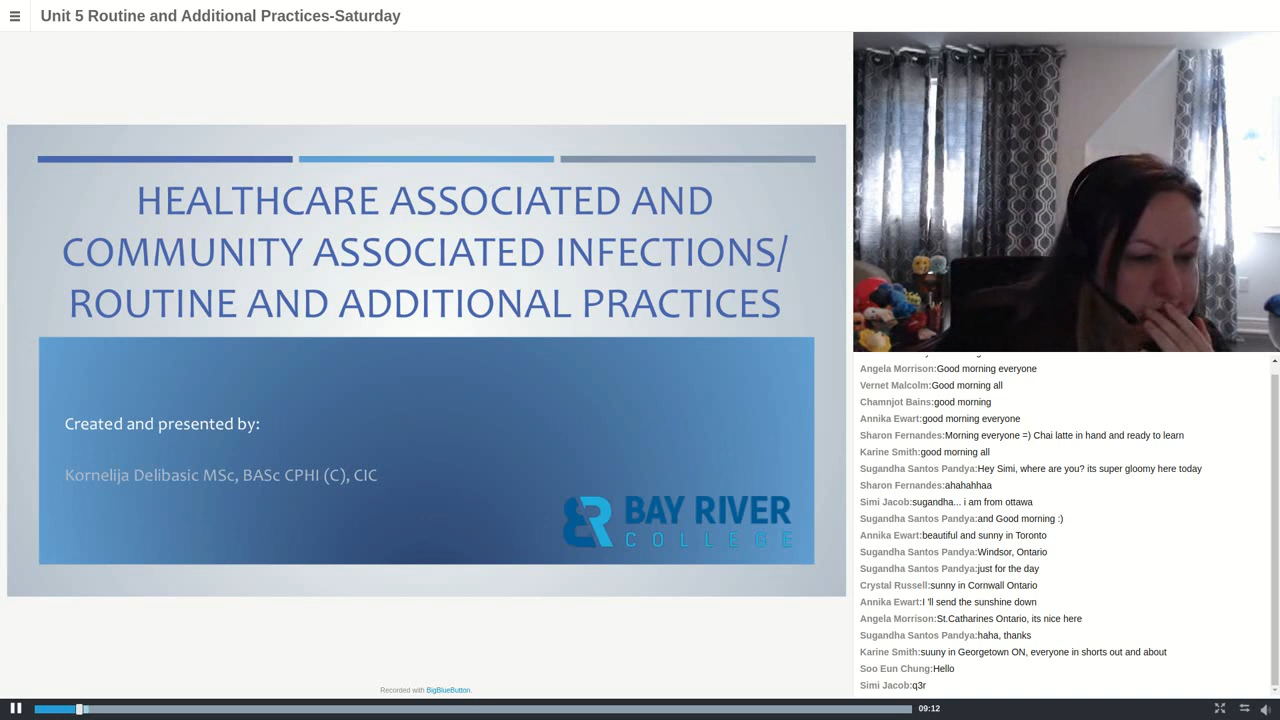 Unit 5 Routine and Additional Practices-Saturday
HEALTHCARE ASSOCIATED AND
COMMUNITY ASSOCIATED INFECTIONS/
ROUTINE AND ADDITIONAL PRACTICES
Created and presented by:
Kornelija Delibasic MSc, BASc CPHI (C), CIC
BAY RIVER
COLLEGE
Recorded with BigBlueButton.
Angela Morrison:Good morning everyone
Vernet Malcolm:Good morning all
Chamnjot Bains:good morning
Annika Ewart:good morning everyone
Sharon Fernandes:Morning everyone =) Chai latte in hand and ready to learn
Karine Smith:good morning all
Sugandha Santos Pandya:Hey Simi, where are you? its super gloomy here today
Sharon Fernandes:ahahahhaa
Simi Jacob:sugandha... i am from ottawa
Sugandha Santos Pandya:and Good morning :)
Annika Ewart:beautiful and sunny in Toronto
Sugandha Santos Pandya:Windsor, Ontario
Sugandha Santos Pandya:just for the day
Crystal Russell:sunny in Cornwall Ontario
Annika Ewart:I 'll send the sunshine down
Angela Morrison:St.Catharines Ontario, its nice here
Sugandha Santos Pandya:haha, thanks
Karine Smith:suuny in Georgetown ON, everyone in shorts out and about
Soo Eun Chung:Hello
Simi Jacob:q3r
09:12